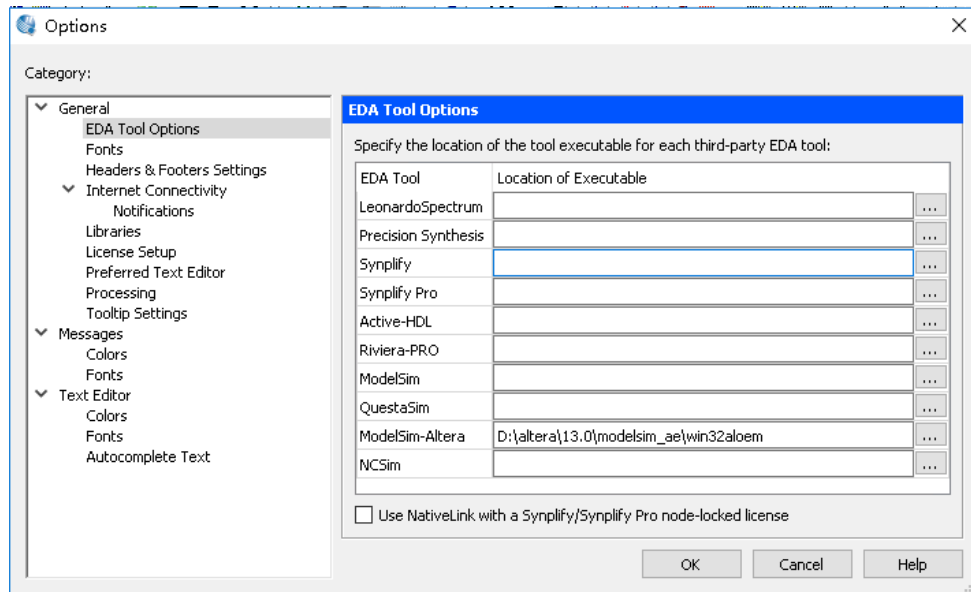 Options
Category:
General
EDA Tool Options
Fonts
Headers & Footers Settings
Internet Connectivity
Notifications
Libraries
License Setup
Preferred Text Editor
Processing
Tooltip Settings
Messages
Colors
Fonts
Text Editor
Colors
Fonts
Autocomplete Text
EDA Tool Options
Specify the location of the tool executable for each third-party EDA tool:
EDA Tool Location of Executable
LeonardoSpectrum ...
Precision Synthesis ...
Synplify ...
Synplify Pro ...
Active-HDL ...
Riviera-PRO ...
ModelSim ...
QuestaSim ...
ModelSim-Altera D:\altera\13.0\modelsim_ae\win32aloem ...
NCSim ...
Use NativeLink with a Synplify/Synplify Pro node-locked license
OK Cancel Help